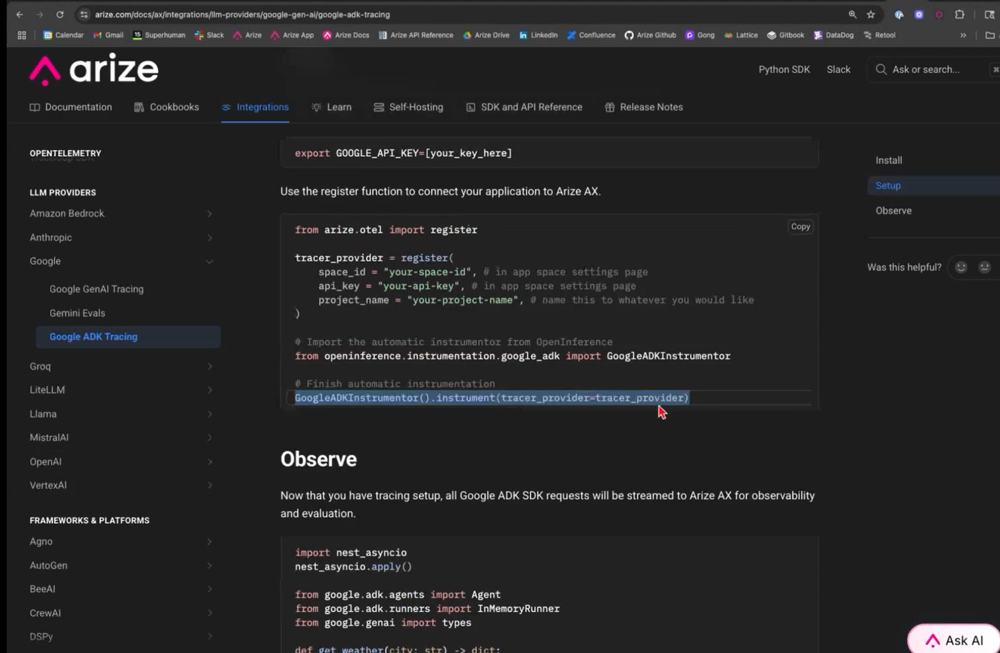 arize.com/docs/ax/integrations/llm-providers/google-gen-ai/google-adk-tracing
Calendar
Gmail
15
Superhuman
Slack
Arize
Arize App
Arize Docs
Arize API Reference
Arize Drive
LinkedIn
Confluence
Arize Github
Gong
Lattice
Gitbook
DataDog
Retool
arize
Python SDK
Slack
Ask or search...
Documentation
Cookbooks
Integrations
Learn
Self-Hosting
SDK and API Reference
Release Notes
OPENTELEMETRY
LLM PROVIDERS
Amazon Bedrock
Anthropic
Google
Google GenAI Tracing
Gemini Evals
Google ADK Tracing
Groq
LiteLLM
Llama
MistralAI
OpenAI
VertexAI
FRAMEWORKS & PLATFORMS
Agno
AutoGen
BeeAI
CrewAI
DSPy
export GOOGLE_API_KEY=[your_key_here]
Use the register function to connect your application to Arize AX.
Copy
from arize.otel import register
tracer_provider = register(
space_id = "your-space-id", # in app space settings page
api_key = "your-api-key", # in app space settings page
project_name = "your-project-name", # name this to whatever you would like
)
# Import the automatic instrumentor from OpenInference
from openinference.instrumentation.google_adk import GoogleADKInstrumentor
# Finish automatic instrumentation
GoogleADKInstrumentor().instrument(tracer_provider=tracer_provider)
Observe
Now that you have tracing setup, all Google ADK SDK requests will be streamed to Arize AX for observability
and evaluation.
import nest_asyncio
nest_asyncio.apply()
from google.adk.agents import Agent
from google.adk.runners import InMemoryRunner
from google.genai import types
def get_weather(city: str) -> dict:
Install
Setup
Observe
Was this helpful?
Ask AI